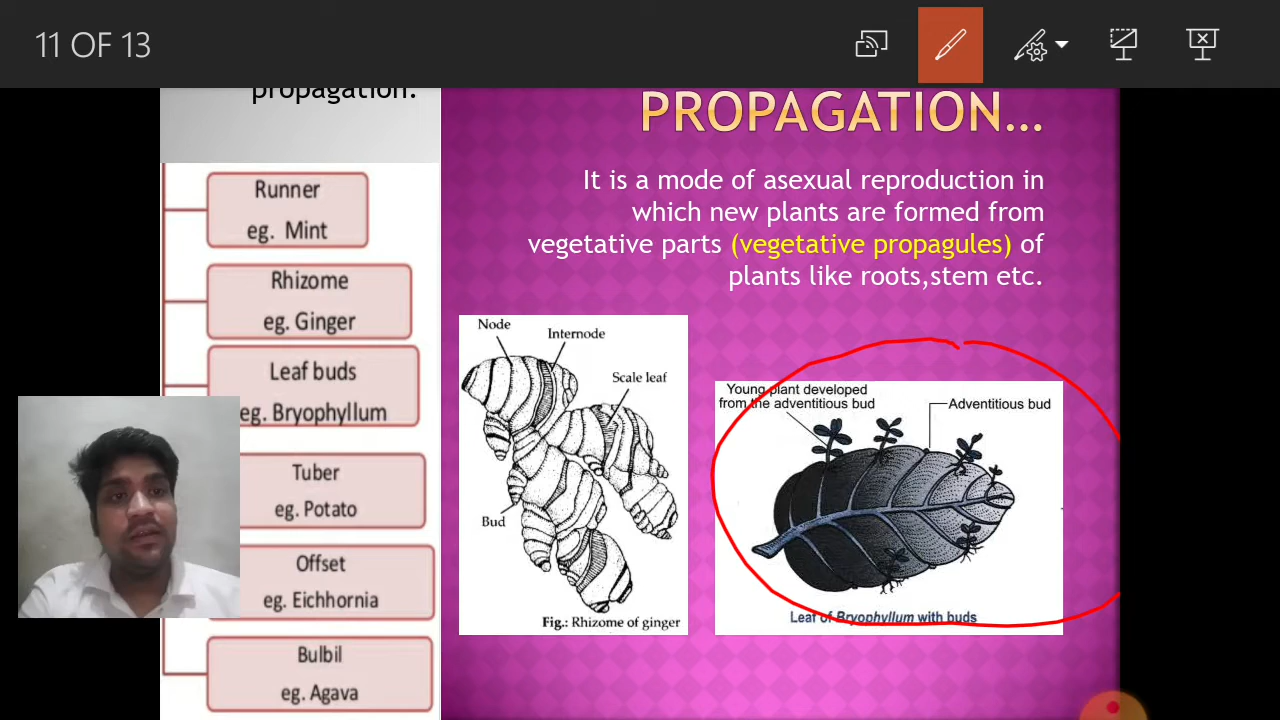 11 OF 13
propagation.
Runner
eg. Mint
Rhizome
eg. Ginger
Leaf buds
eg. Bryophyllum
Tuber
eg. Potato
Offset
eg. Eichhornia
Bulbil
eg. Agava
PROPAGATION...
It is a mode of asexual reproduction in
which new plants are formed from
vegetative parts (vegetative propagules) of
plants like roots,stem etc.
Node
Internode
Scale leaf
Bud
Fig.: Rhizome of ginger
Young plant developed
from the adventitious bud
Adventitious bud
Leaf of Bryophyllum with buds